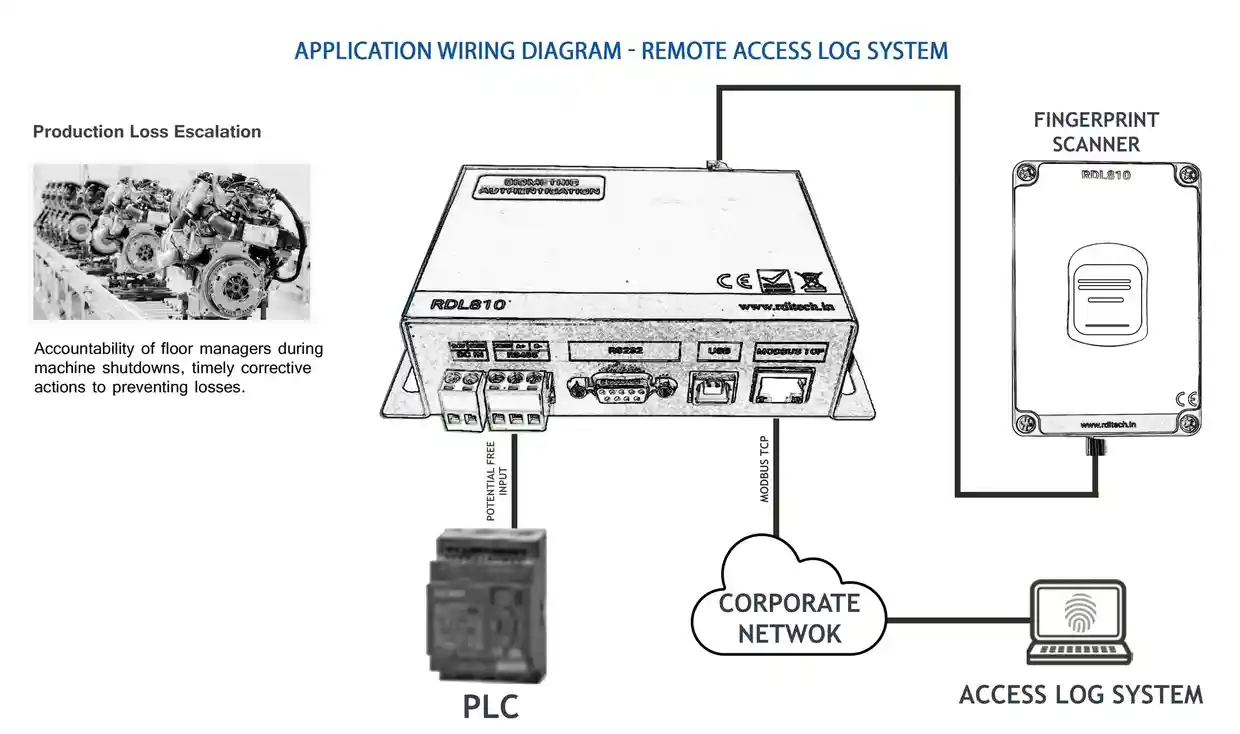 APPLICATION WIRING DIAGRAM - REMOTE ACCESS LOG SYSTEM
Production Loss Escalation
Accountability of floor managers during
machine shutdowns, timely corrective
actions to preventing losses.
BIOMETRIC
AUTHENTICATION
CE
RDL810
www.rdltech.in
DC IN
RS485
A+ B-
RS232
USB
MODBUS TCP
POTENTIAL FREE
INPUT
MODBUS TCP
PLC
CORPORATE
NETWOK
ACCESS LOG SYSTEM
FINGERPRINT
SCANNER
RDL810
CE
www.rdltech.in